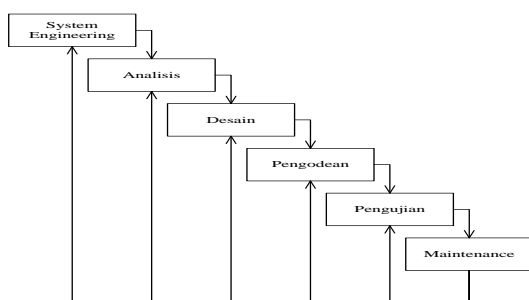 System
Engineering
Analisis
Desain
Pengodean
Pengujian
Maintenance